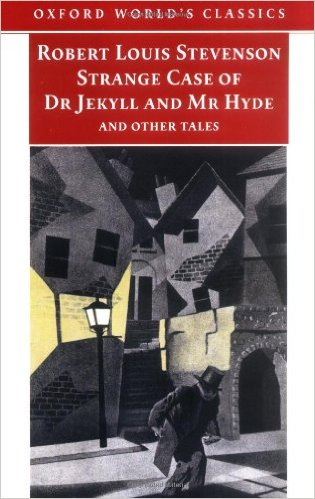 OXFORD WORLD'S CLASSICS
ROBERT LOUIS STEVENSON
STRANGE CASE OF
DR JEKYLL AND MR HYDE
AND OTHER TALES